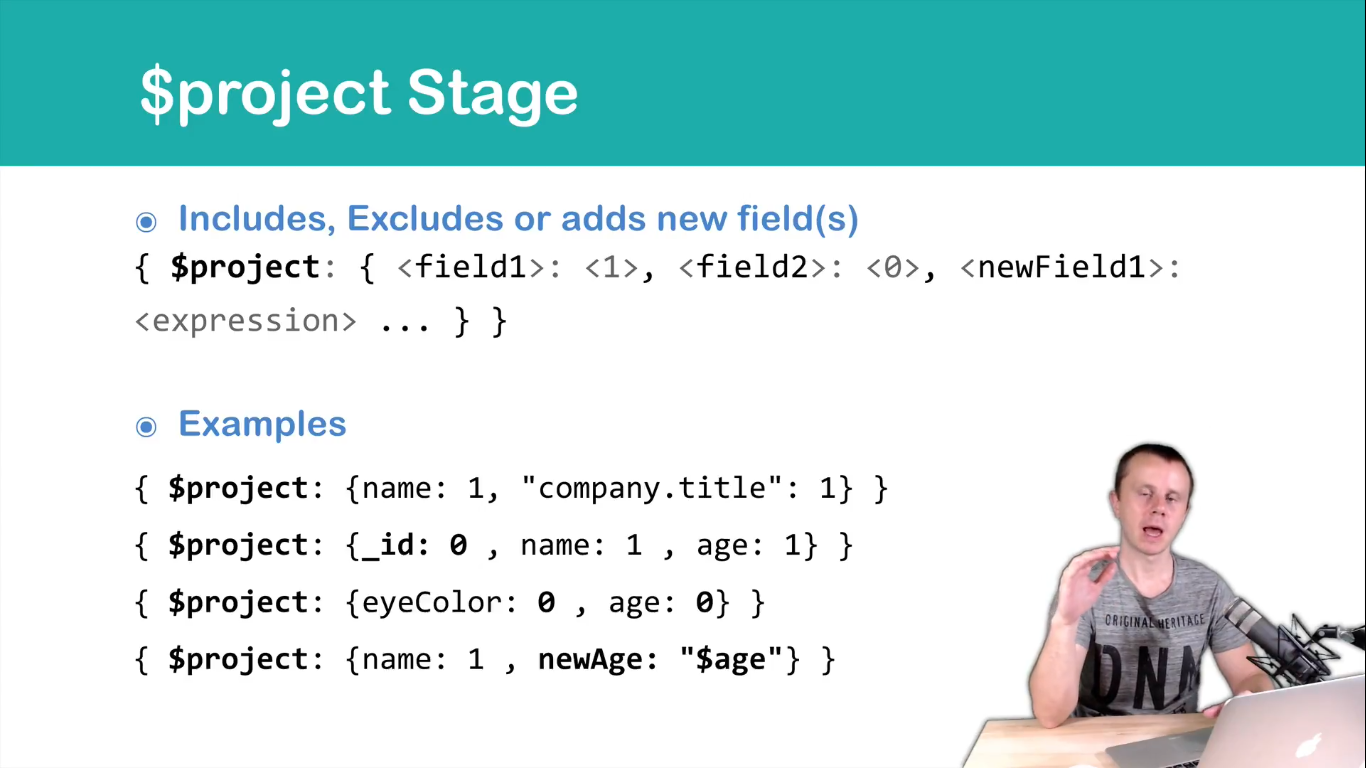 $project Stage
Includes, Excludes or adds new field(s)
{ $project: { <field1>: <1>, <field2>: <0>, <newField1>:
<expression> ... } }
Examples
{ $project: {name: 1, "company.title": 1} }
{ $project: {_id: 0 , name: 1 , age: 1} }
{ $project: {eyeColor: 0 , age: 0} }
{ $project: {name: 1 , newAge: "$age"} }
ORIGINAL HERITAGE
DNM